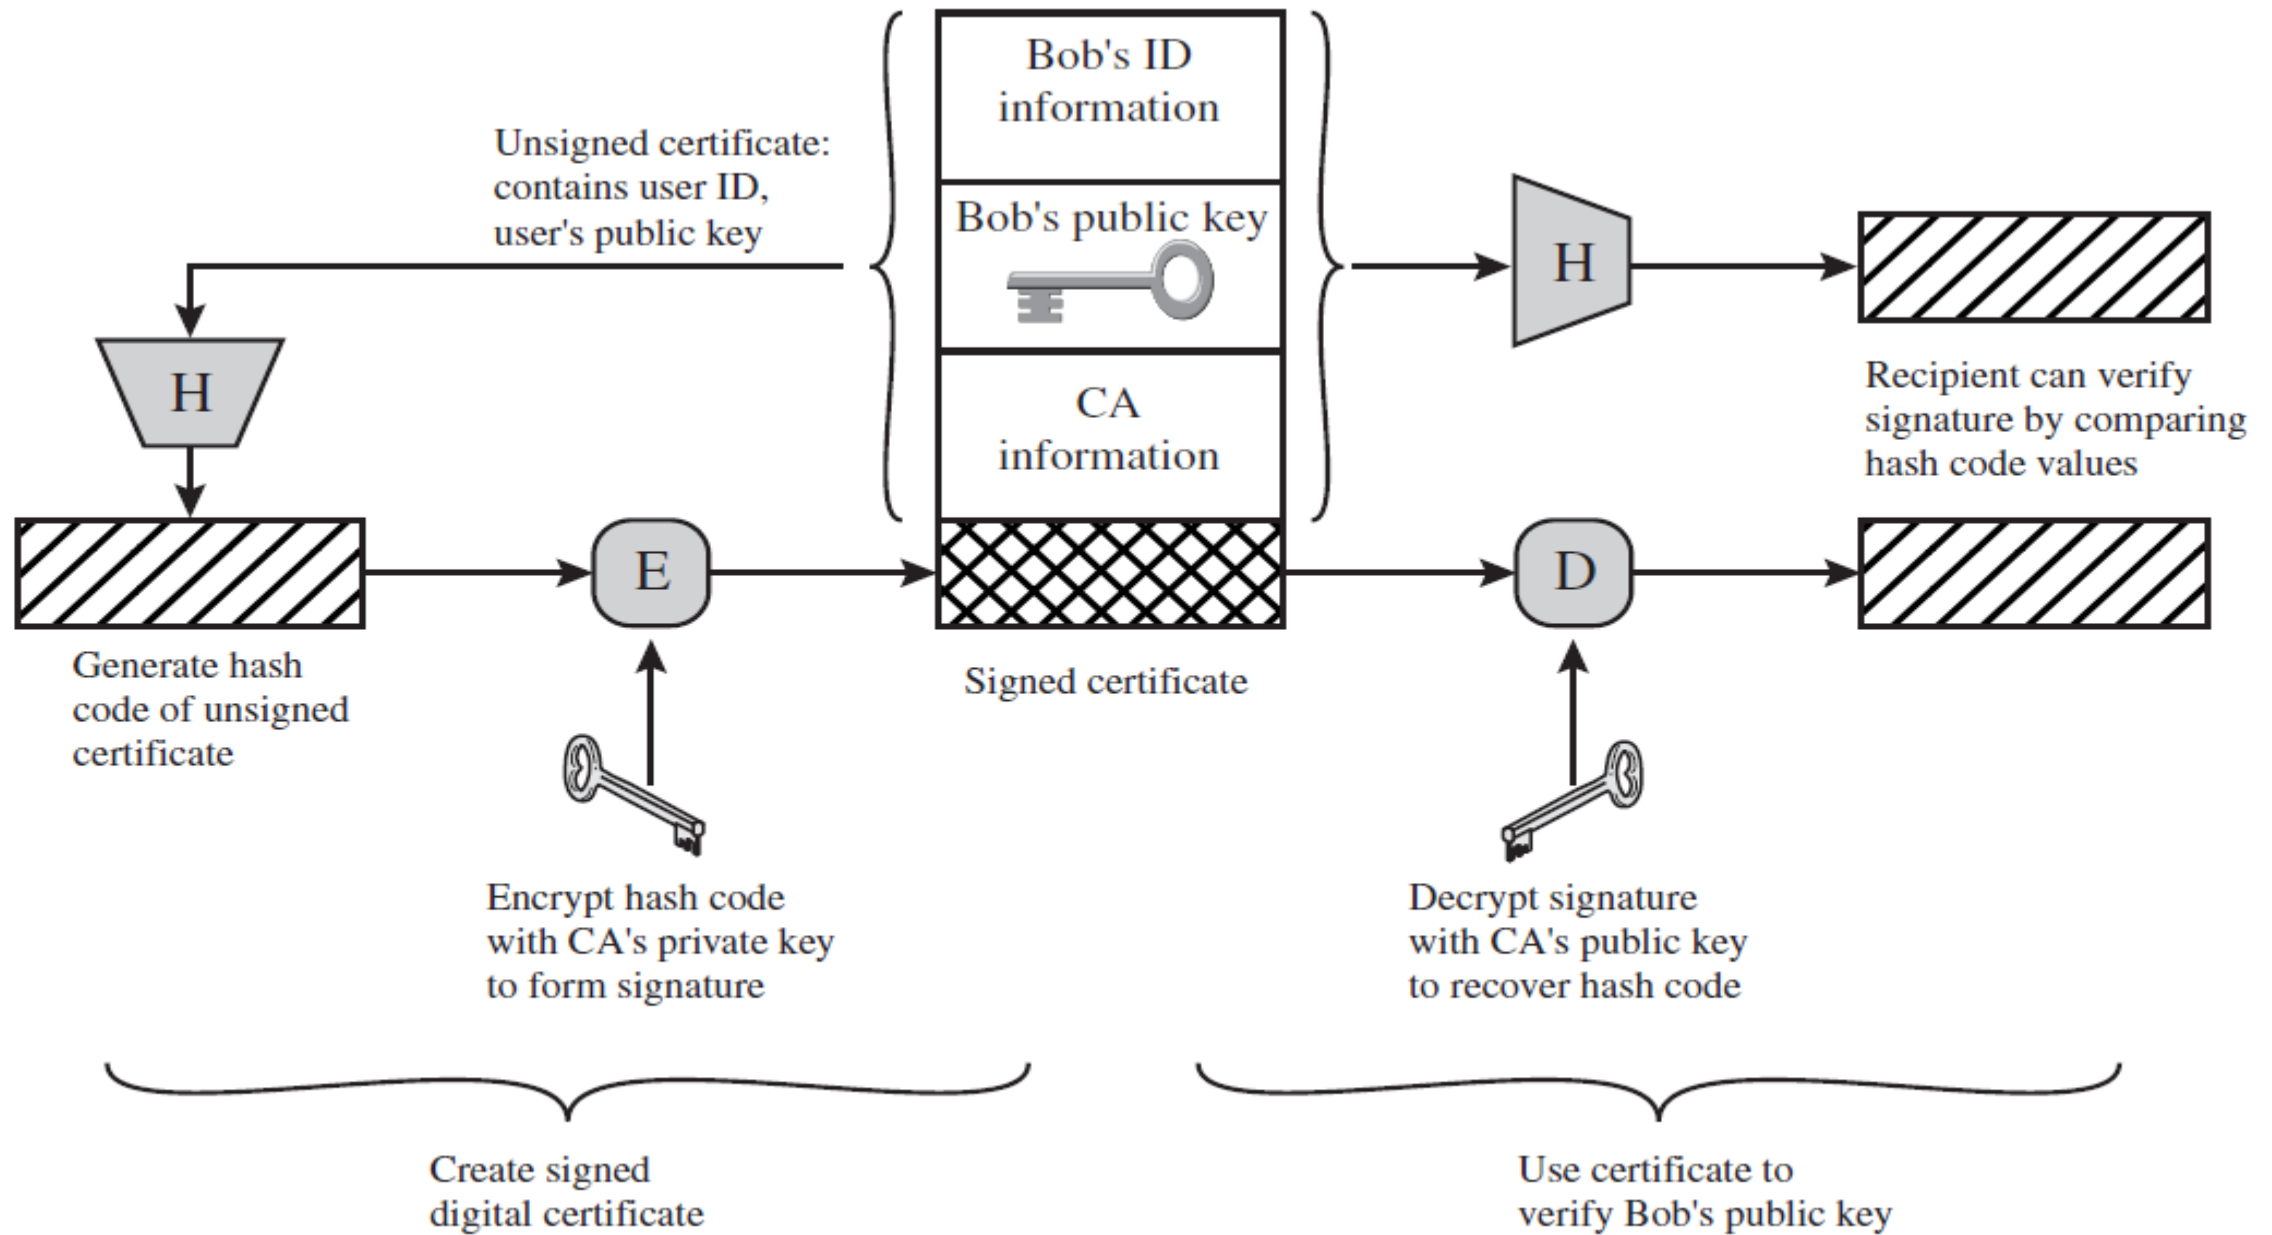 Bob's ID
information
Unsigned certificate:
contains user ID,
user's public key
Bob's public key
H
H
CA
information
Recipient can verify
signature by comparing
hash code values
E
D
Generate hash
code of unsigned
certificate
Signed certificate
Encrypt hash code
with CA's private key
to form signature
Decrypt signature
with CA's public key
to recover hash code
Create signed
digital certificate
Use certificate to
verify Bob's public key